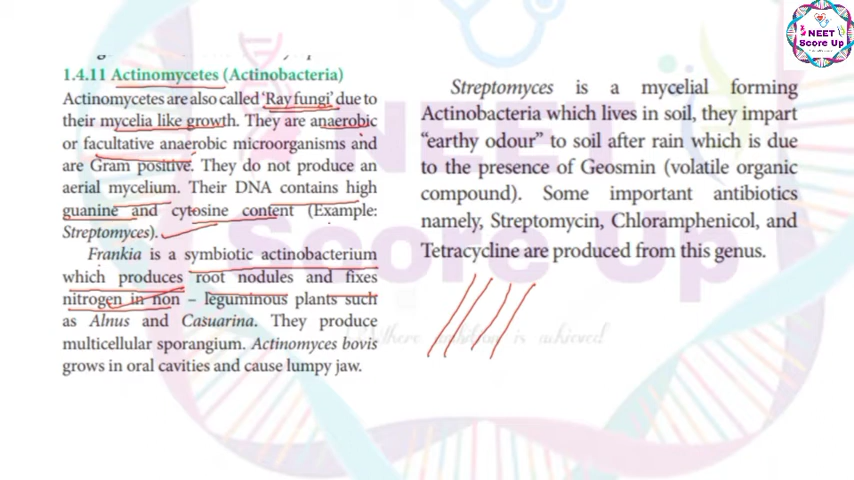 NEET
Score Up
1.4.11 Actinomycetes (Actinobacteria)
Actinomycetes are also called 'Ray fungi' due to
their mycelia like growth. They are anaerobic
or facultative anaerobic microorganisms and
are Gram positive. They do not produce an
aerial mycelium. Their DNA contains high
guanine and cytosine content (Example:
Streptomyces).
Frankia is a symbiotic actinobacterium
which produces root nodules and fixes
nitrogen in non – leguminous plants such
as Alnus and Casuarina. They produce
multicellular sporangium. Actinomyces bovis
grows in oral cavities and cause lumpy jaw.
Streptomyces is a mycelial forming
Actinobacteria which lives in soil, they impart
"earthy odour" to soil after rain which is due
to the presence of Geosmin (volatile organic
compound). Some important antibiotics
namely, Streptomycin, Chloramphenicol, and
Tetracycline are produced from this genus.
NEET
Score Up
is achieved